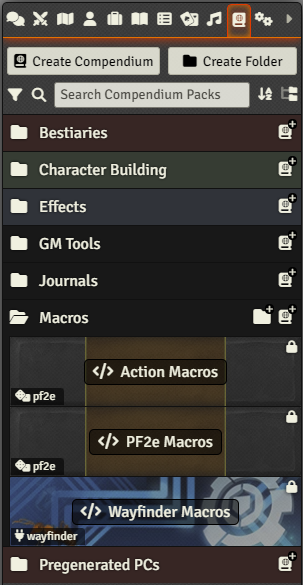 Create Compendium
Create Folder
Search Compendium Packs
Bestiaries
Character Building
Effects
GM Tools
Journals
Macros
</> Action Macros
pf2e
</> PF2e Macros
pf2e
</> Wayfinder Macros
wayfinder
Pregenerated PCs